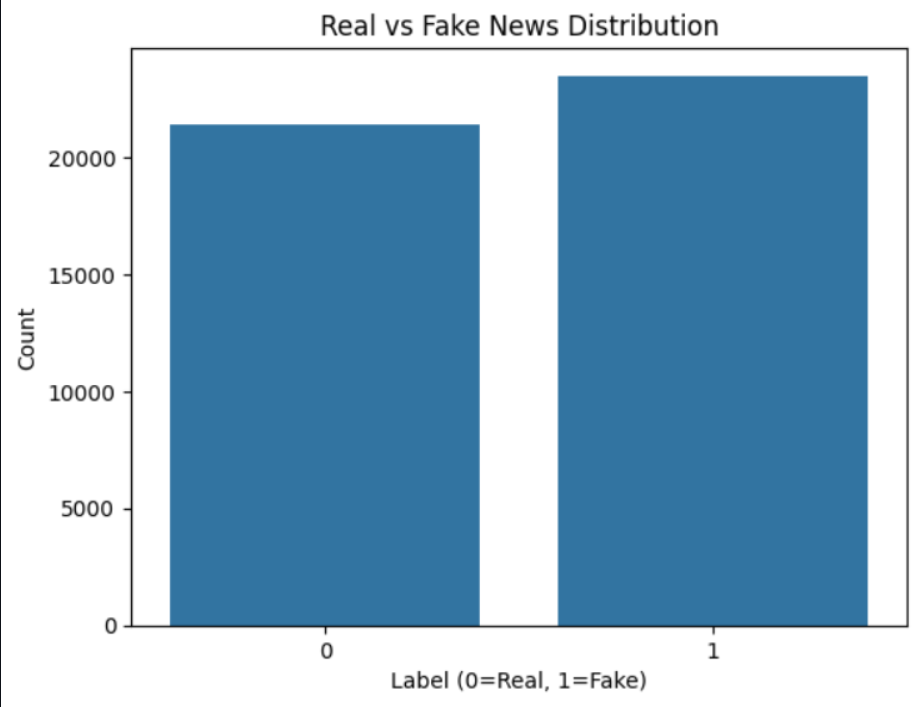 Real vs Fake News Distribution
20000
15000
10000
5000
0
Count
0 1
Label (0=Real, 1=Fake)